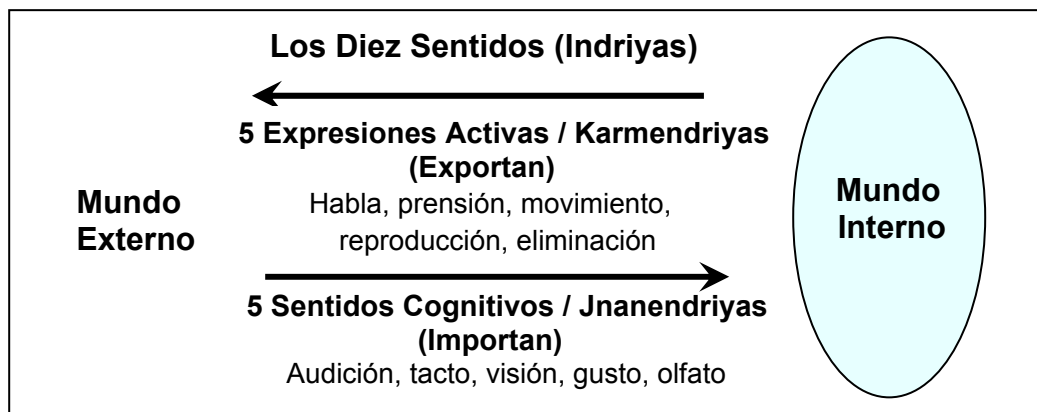 Los Diez Sentidos (Indriyas)
5 Expresiones Activas / Karmendriyas
(Exportan)
Habla, prensión, movimiento,
reproducción, eliminación
Mundo
Externo
Mundo
Interno
5 Sentidos Cognitivos / Jnanendriyas
(Importan)
Audición, tacto, visión, gusto, olfato